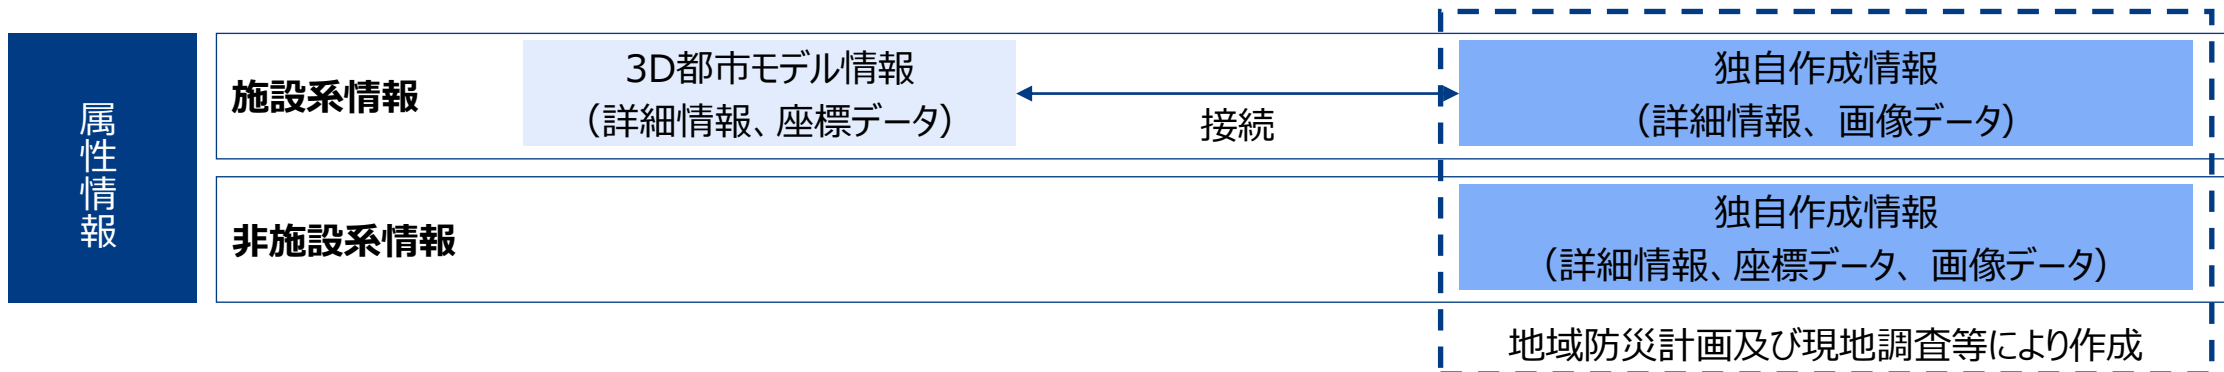 属性情報
施設系情報
3D都市モデル情報
（詳細情報、座標データ）
接続
独自作成情報
（詳細情報、画像データ）
非施設系情報
独自作成情報
（詳細情報、座標データ、画像データ）
地域防災計画及び現地調査等により作成